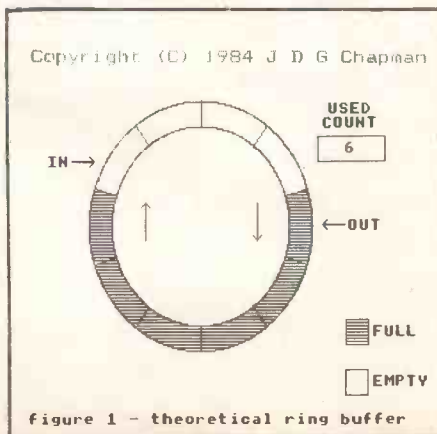 Copyright (C) 1984 J D G Chapman
USED
COUNT
6
IN→
←OUT
FULL
EMPTY
figure 1 - theoretical ring buffer